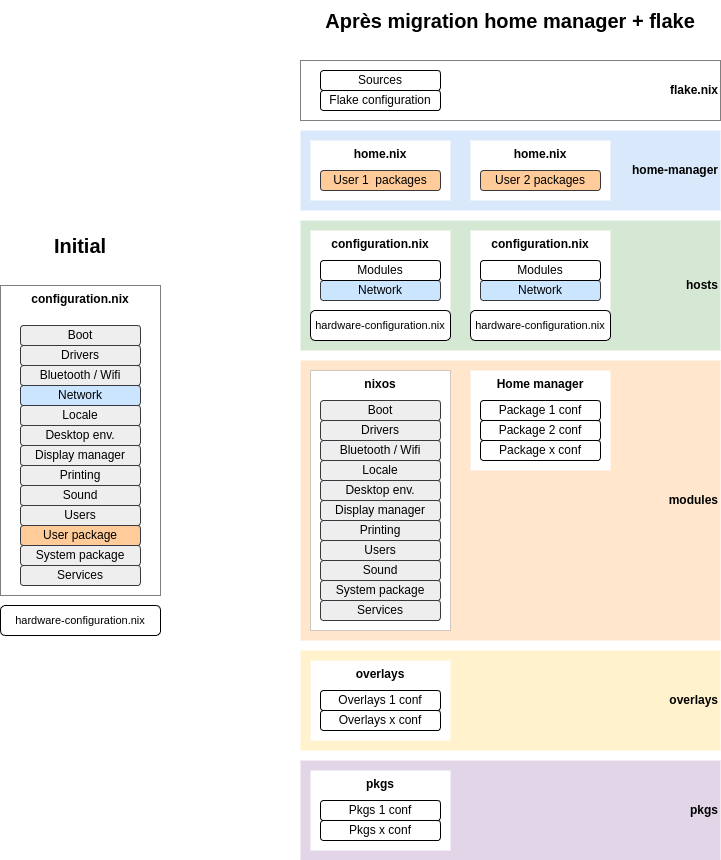 Après migration home manager + flake
Initial
configuration.nix
Boot
Drivers
Bluetooth / Wifi
Network
Locale
Desktop env.
Display manager
Printing
Sound
Users
User package
System package
Services
hardware-configuration.nix
Sources
Flake configuration
flake.nix
home.nix
User 1  packages
home.nix
User 2 packages
home-manager
configuration.nix
Modules
Network
hardware-configuration.nix
configuration.nix
Modules
Network
hardware-configuration.nix
hosts
nixos
Boot
Drivers
Bluetooth / Wifi
Locale
Desktop env.
Display manager
Printing
Users
Sound
System package
Services
Home manager
Package 1 conf
Package 2 conf
Package x conf
modules
overlays
Overlays 1 conf
Overlays x conf
overlays
pkgs
Pkgs 1 conf
Pkgs x conf
pkgs